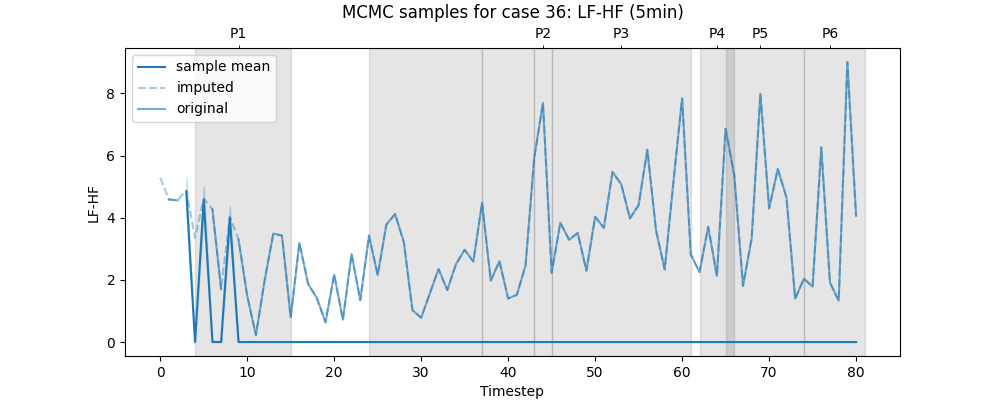 MCMC samples for case 36: LF-HF (5min)
P1 P2 P3 P4 P5 P6
sample mean
imputed
original
LF-HF
8
6
4
2
0
0 10 20 30 40 50 60 70 80
Timestep